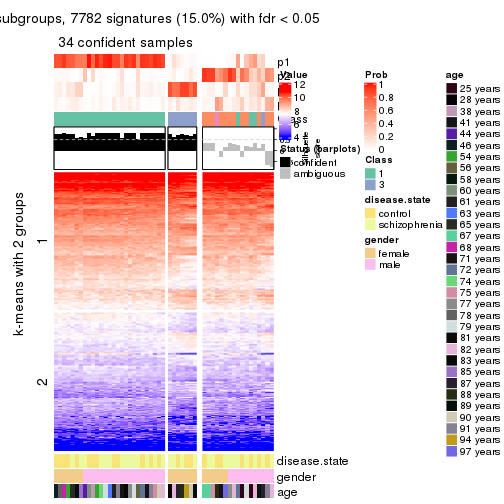 subgroups, 7782 signatures (15.0%) with fdr < 0.05
34 confident samples
p1
p2
Class
1
2
k-means with 2 groups
disease.state
gender
age
Value
12
10
8
6
4
Status (barplots)
confident
ambiguous
Prob
1
0.8
0.6
0.4
0.2
0
Class
1
3
disease.state
control
schizophrenia
gender
female
male
age
25 years
28 years
38 years
41 years
44 years
46 years
54 years
56 years
58 years
60 years
61 years
63 years
65 years
67 years
68 years
71 years
72 years
74 years
75 years
77 years
78 years
79 years
81 years
82 years
83 years
85 years
87 years
88 years
89 years
90 years
91 years
94 years
97 years